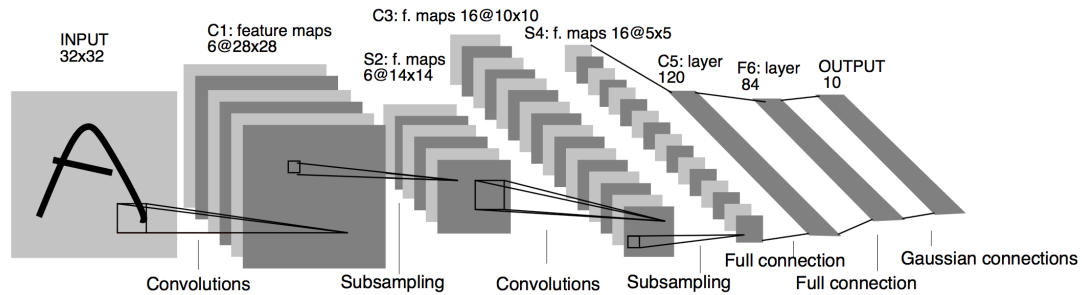 INPUT
32x32
C1: feature maps
6@28x28
S2: f. maps
6@14x14
C3: f. maps 16@10x10
S4: f. maps 16@5x5
C5: layer
120
F6: layer
84
OUTPUT
10
Convolutions
Subsampling
Convolutions
Subsampling
Full connection
Full connection
Gaussian connections